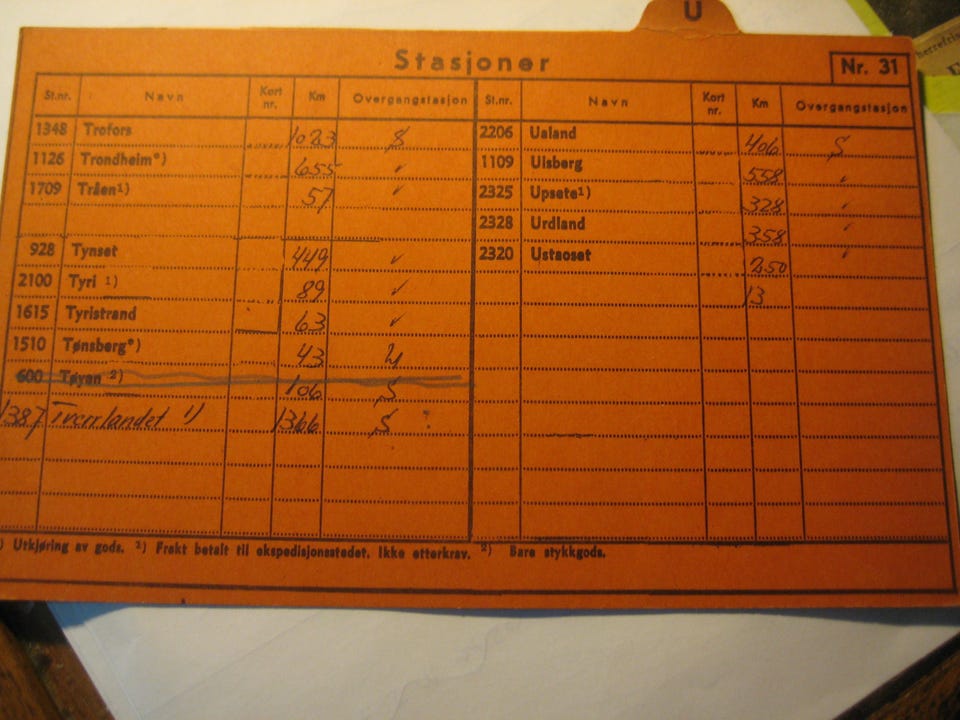 U
Stasjoner
Nr. 31
St.nr. Navn Kort nr. Km Overgangstasjon
1348 Trofors 1023 S
1126 Trondheim*) 655 ✓
1709 Tråen¹) 57 ✓
928 Tynset 449 ✓
2100 Tyri ¹) 89 ✓
1615 Tyristrand 63 ✓
1510 Tønsberg*) 43
600 Tøyen ²) 106 S
1387 Tverrlandet ¹) 1366 S ?
St.nr. Navn Kort nr. Km Overgangstasjon
2206 Ualand 406 S
1109 Ulsberg 558 ✓
2325 Upsete¹) 328 ✓
2328 Urdland 358 ✓
2320 Ustaoset 250 ✓
13
) Utkjøring av gods. ¹) Frakt betalt til ekspedisjonsstedet. Ikke etterkrav. ²) Bare stykkgods.